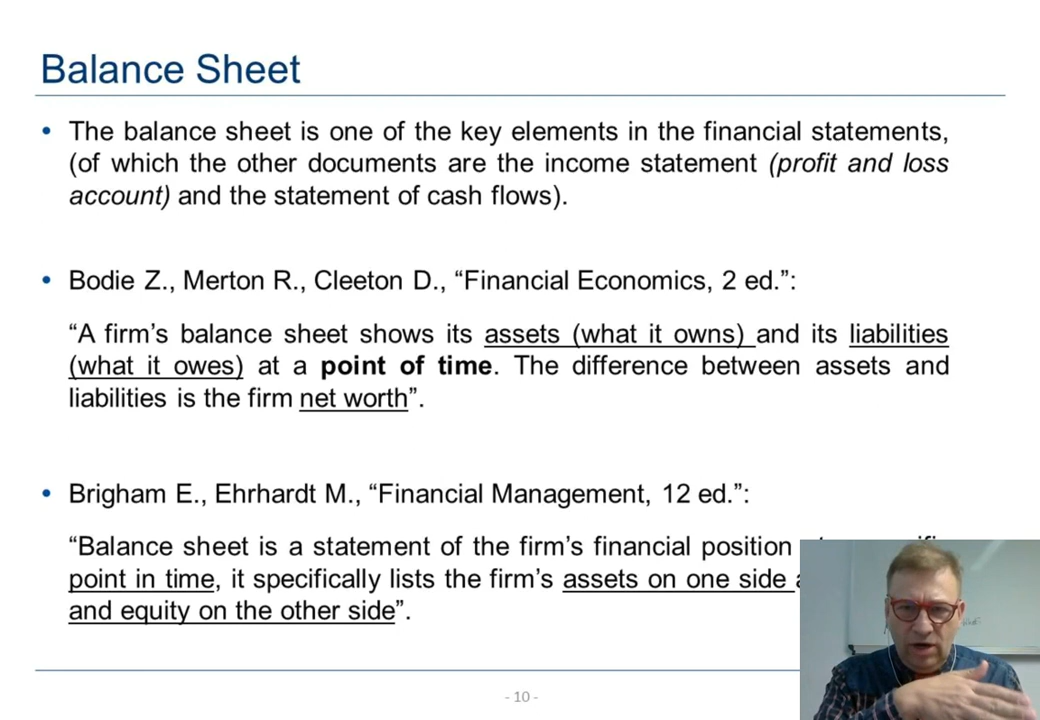 Balance Sheet
• The balance sheet is one of the key elements in the financial statements,
(of which the other documents are the income statement (profit and loss
account) and the statement of cash flows).
• Bodie Z., Merton R., Cleeton D., “Financial Economics, 2 ed.”:
“A firm’s balance sheet shows its assets (what it owns) and its liabilities
(what it owes) at a point of time. The difference between assets and
liabilities is the firm net worth”.
• Brigham E., Ehrhardt M., “Financial Management, 12 ed.”:
“Balance sheet is a statement of the firm’s financial position
point in time, it specifically lists the firm’s assets on one side
and equity on the other side”.
- 10 -